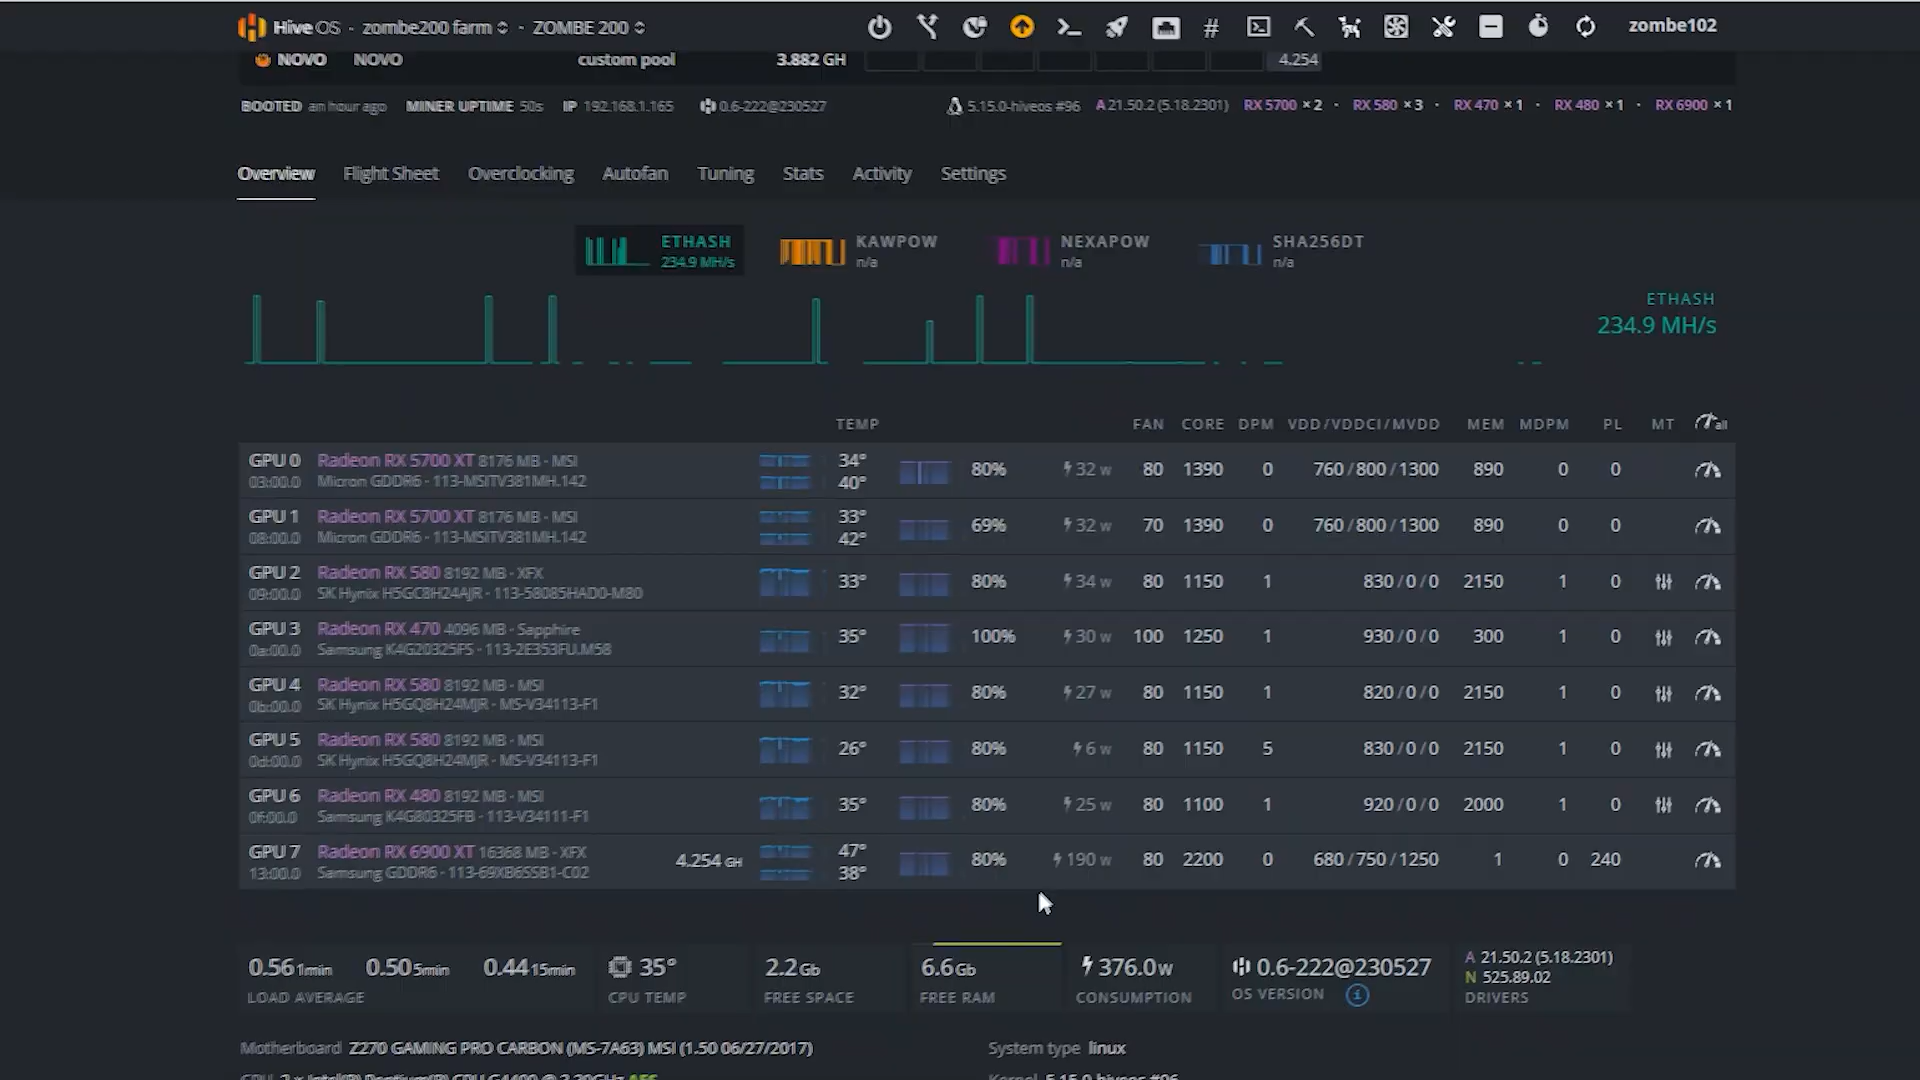 Hive OS - zombe200 farm - ZOMBE 200 # zombe102
NOVO NOVO custom pool 3.882 GH 4.254
BOOTED an hour ago MINER UPTIME 50s IP 192.168.1.165 0.6-222@230527 5.15.0-hiveos #96 A 21.50.2 (5.18.2301) RX 5700 ×2 · RX 580 ×3 · RX 470 ×1 · RX 480 ×1 · RX 6900 ×1
Overview Flight Sheet Overclocking Autofan Tuning Stats Activity Settings
ETHASH KAWPOW NEXAPOW SHA256DT
234.9 MH/s n/a n/a n/a
ETHASH
234.9 MH/s
TEMP FAN CORE DPM VDD/VDDCI/MVDD MEM MDPM PL MT all
GPU 0 Radeon RX 5700 XT 8176 MB · MSI 34° 80% 32 w 80 1390 0 760/800/1300 890 0 0
03:00.0 Micron GDDR6 · 113-MSITV381MH.142 40°
GPU 1 Radeon RX 5700 XT 8176 MB · MSI 33° 69% 32 w 70 1390 0 760/800/1300 890 0 0
08:00.0 Micron GDDR6 · 113-MSITV381MH.142 42°
GPU 2 Radeon RX 580 8192 MB · XFX 33° 80% 34 w 80 1150 1 830/0/0 2150 1 0
09:00.0 SK Hynix H5GC8H24AJR · 113-58085HAD0-M80
GPU 3 Radeon RX 470 4096 MB · Sapphire 35° 100% 30 w 100 1250 1 930/0/0 300 1 0
0a:00.0 Samsung K4G20325FS · 113-2E353FU.M58
GPU 4 Radeon RX 580 8192 MB · MSI 32° 80% 27 w 80 1150 1 820/0/0 2150 1 0
0b:00.0 SK Hynix H5GQ8H24MJR · MS-V34113-F1
GPU 5 Radeon RX 580 8192 MB · MSI 26° 80% 6 w 80 1150 5 830/0/0 2150 1 0
0d:00.0 SK Hynix H5GQ8H24MJR · MS-V34113-F1
GPU 6 Radeon RX 480 8192 MB · MSI 35° 80% 25 w 80 1100 1 920/0/0 2000 1 0
0f:00.0 Samsung K4G80325FB · 113-V34111-F1
GPU 7 Radeon RX 6900 XT 16368 MB · XFX 4.254 GH 47° 80% 190 w 80 2200 0 680/750/1250 1 0 240
13:00.0 Samsung GDDR6 · 113-69XB6SSB1-C02 38°
0.56 1min 0.50 5min 0.44 15min 35° 2.2Gb 6.6Gb 376.0w 0.6-222@230527 A 21.50.2 (5.18.2301)
N 525.89.02
LOAD AVERAGE CPU TEMP FREE SPACE FREE RAM CONSUMPTION OS VERSION DRIVERS
Motherboard Z270 GAMING PRO CARBON (MS-7A63) MSI (1.50 06/27/2017) System type linux
CPU 2 × Intel(R) Pentium(R) CPU G4400 @ 3.30GHz AES Kernel 5.15.0-hiveos #96